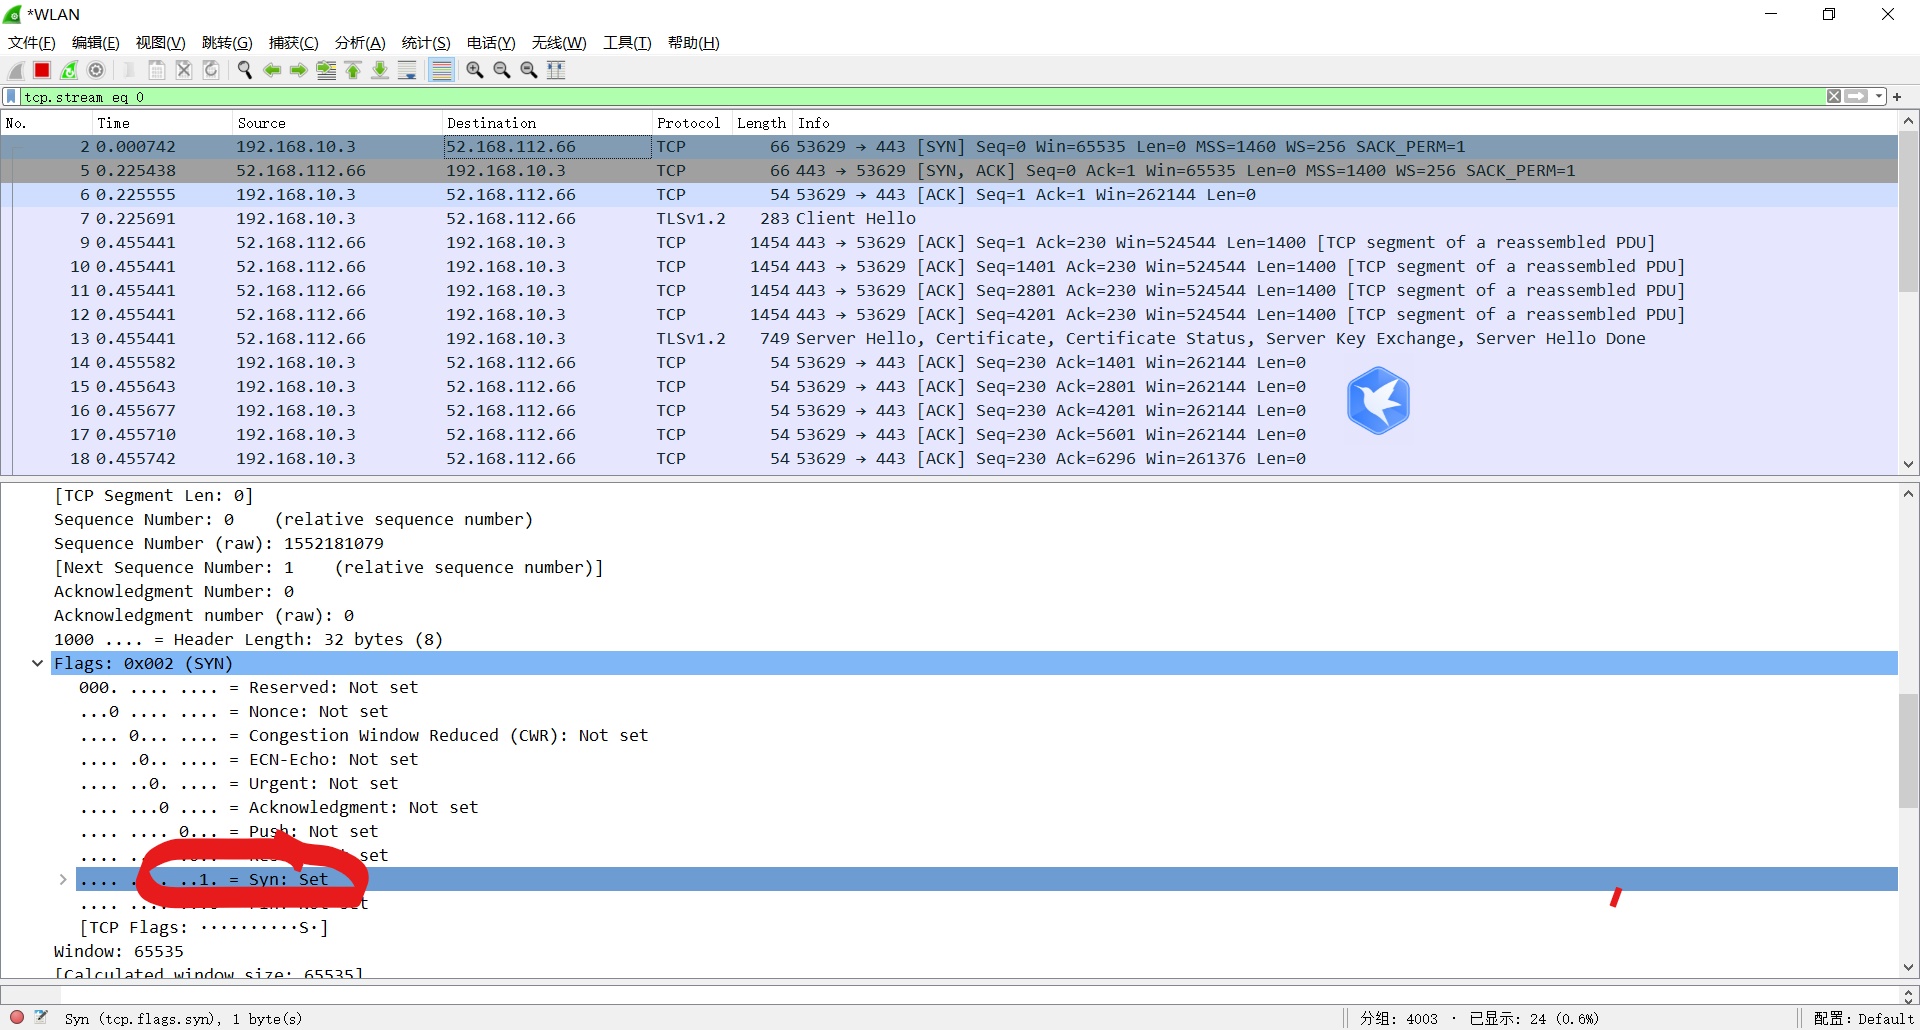 *WLAN
文件(F) 编辑(E) 视图(V) 跳转(G) 捕获(C) 分析(A) 统计(S) 电话(Y) 无线(W) 工具(T) 帮助(H)
tcp.stream eq 0
No. Time Source Destination Protocol Length Info
2 0.000742 192.168.10.3 52.168.112.66 TCP 66 53629 → 443 [SYN] Seq=0 Win=65535 Len=0 MSS=1460 WS=256 SACK_PERM=1
5 0.225438 52.168.112.66 192.168.10.3 TCP 66 443 → 53629 [SYN, ACK] Seq=0 Ack=1 Win=65535 Len=0 MSS=1400 WS=256 SACK_PERM=1
6 0.225555 192.168.10.3 52.168.112.66 TCP 54 53629 → 443 [ACK] Seq=1 Ack=1 Win=262144 Len=0
7 0.225691 192.168.10.3 52.168.112.66 TLSv1.2 283 Client Hello
9 0.455441 52.168.112.66 192.168.10.3 TCP 1454 443 → 53629 [ACK] Seq=1 Ack=230 Win=524544 Len=1400 [TCP segment of a reassembled PDU]
10 0.455441 52.168.112.66 192.168.10.3 TCP 1454 443 → 53629 [ACK] Seq=1401 Ack=230 Win=524544 Len=1400 [TCP segment of a reassembled PDU]
11 0.455441 52.168.112.66 192.168.10.3 TCP 1454 443 → 53629 [ACK] Seq=2801 Ack=230 Win=524544 Len=1400 [TCP segment of a reassembled PDU]
12 0.455441 52.168.112.66 192.168.10.3 TCP 1454 443 → 53629 [ACK] Seq=4201 Ack=230 Win=524544 Len=1400 [TCP segment of a reassembled PDU]
13 0.455441 52.168.112.66 192.168.10.3 TLSv1.2 749 Server Hello, Certificate, Certificate Status, Server Key Exchange, Server Hello Done
14 0.455582 192.168.10.3 52.168.112.66 TCP 54 53629 → 443 [ACK] Seq=230 Ack=1401 Win=262144 Len=0
15 0.455643 192.168.10.3 52.168.112.66 TCP 54 53629 → 443 [ACK] Seq=230 Ack=2801 Win=262144 Len=0
16 0.455677 192.168.10.3 52.168.112.66 TCP 54 53629 → 443 [ACK] Seq=230 Ack=4201 Win=262144 Len=0
17 0.455710 192.168.10.3 52.168.112.66 TCP 54 53629 → 443 [ACK] Seq=230 Ack=5601 Win=262144 Len=0
18 0.455742 192.168.10.3 52.168.112.66 TCP 54 53629 → 443 [ACK] Seq=230 Ack=6296 Win=261376 Len=0
[TCP Segment Len: 0]
Sequence Number: 0 (relative sequence number)
Sequence Number (raw): 1552181079
[Next Sequence Number: 1 (relative sequence number)]
Acknowledgment Number: 0
Acknowledgment number (raw): 0
1000 .... = Header Length: 32 bytes (8)
Flags: 0x002 (SYN)
000. .... .... = Reserved: Not set
...0 .... .... = Nonce: Not set
.... 0... .... = Congestion Window Reduced (CWR): Not set
.... .0.. .... = ECN-Echo: Not set
.... ..0. .... = Urgent: Not set
.... ...0 .... = Acknowledgment: Not set
.... .... 0... = Push: Not set
.... set
.... ..1. = Syn: Set
....
[TCP Flags: ··········S·]
Window: 65535
[Calculated window size: 65535]
Syn (tcp.flags.syn), 1 byte(s) 分组: 4003 · 已显示: 24 (0.6%) 配置: Default